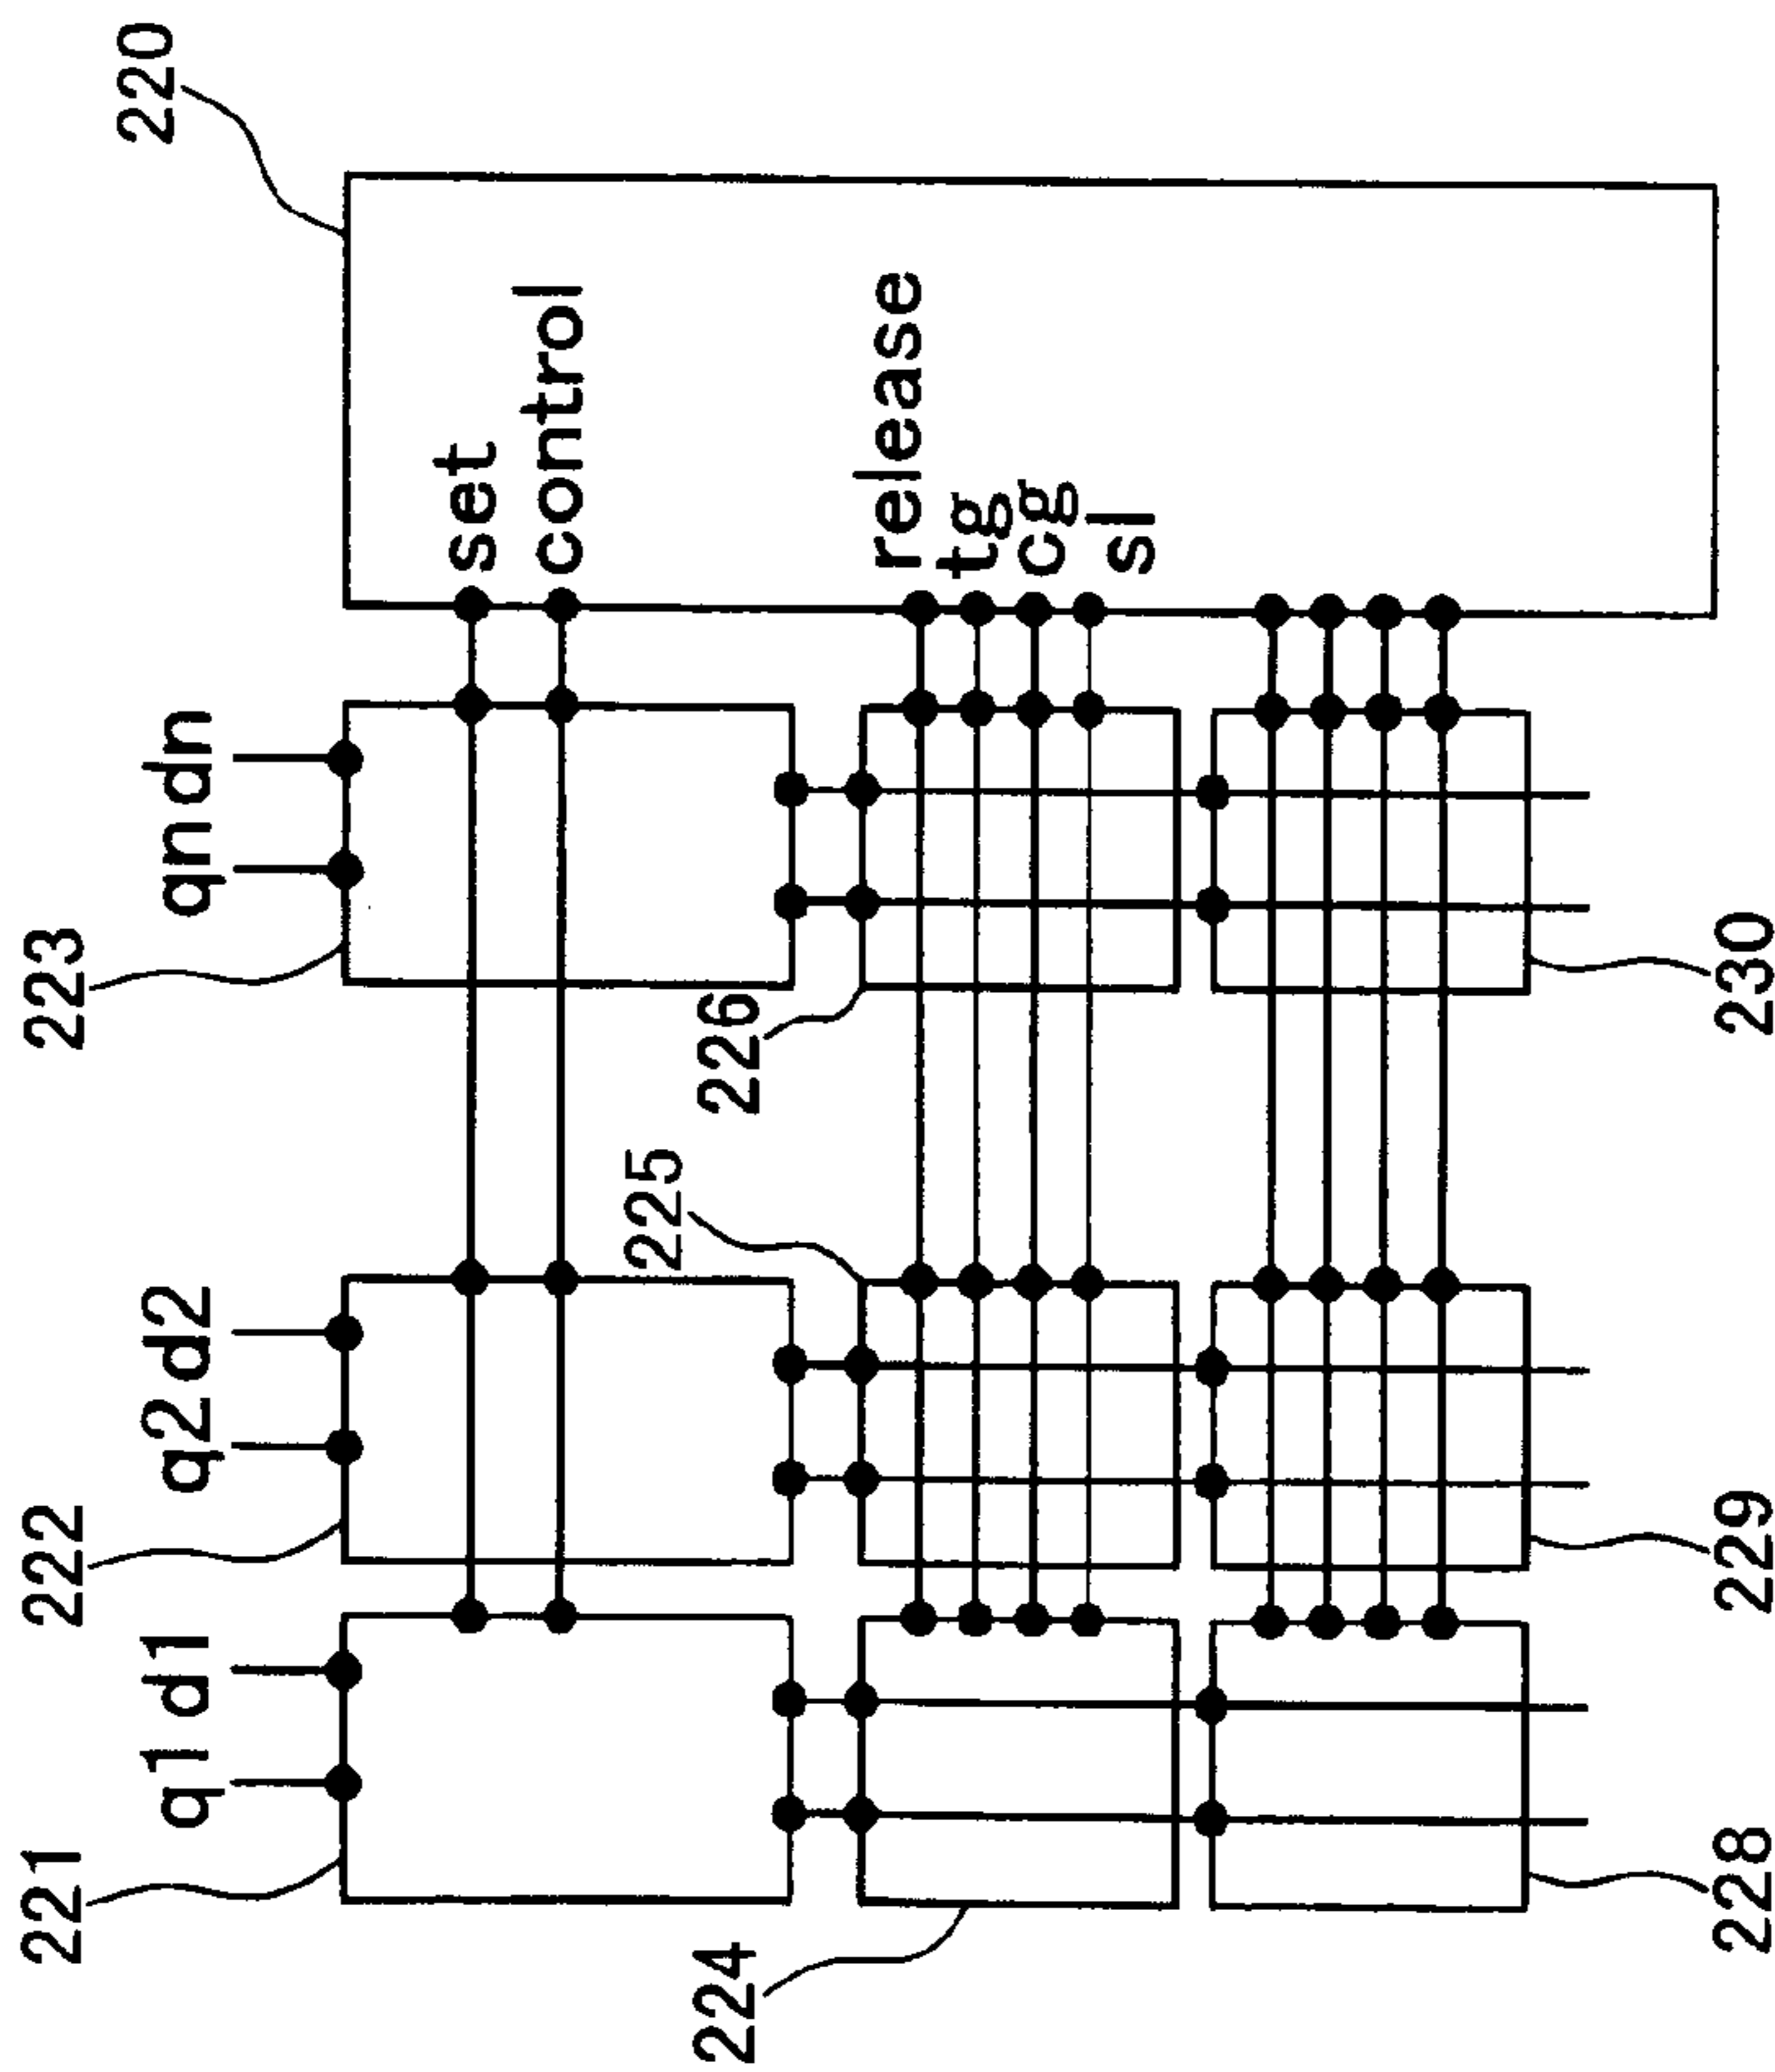 221
222
223
220
q1 d1
q2 d2
qn dn
set
control
225
224
226
release
tg
cg
sl
228
229
230